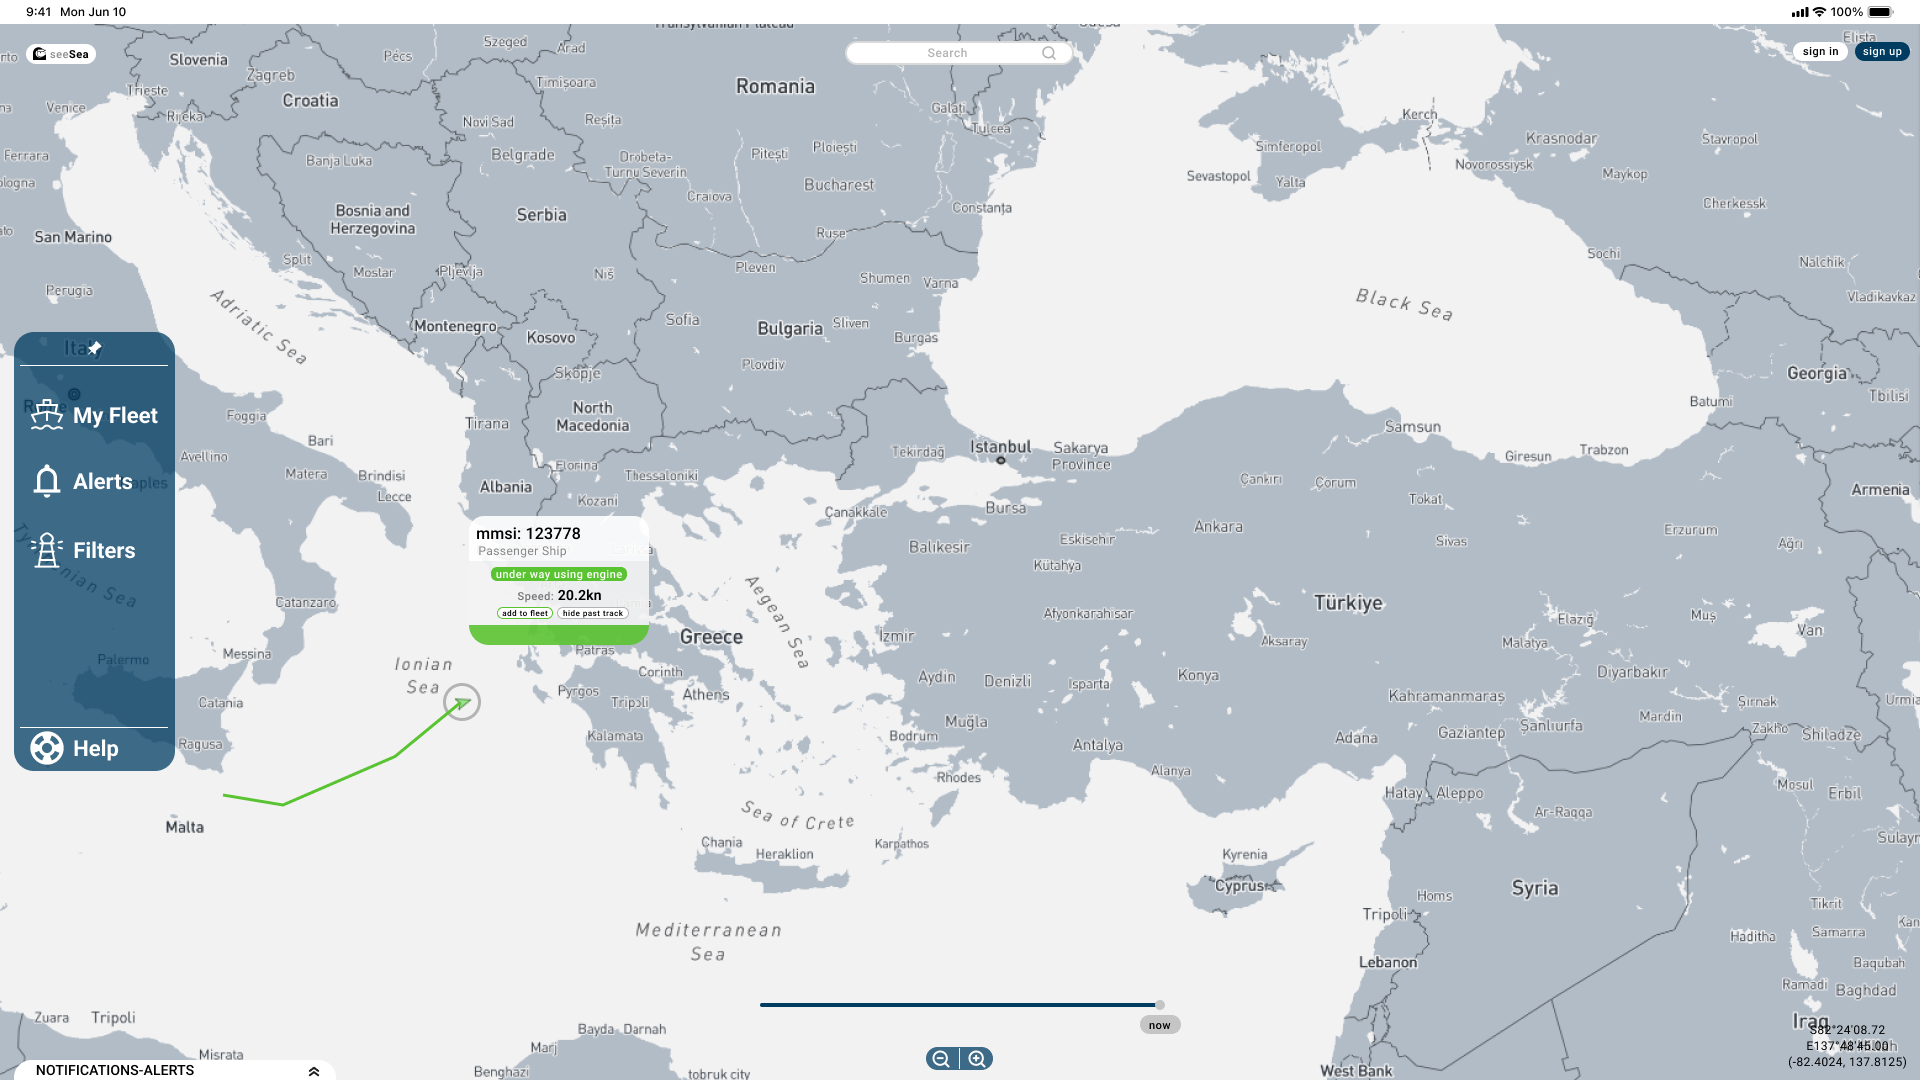 9:41 Mon Jun 10
100%
seeSea
Search
sign in
sign up
My Fleet
Alerts
Filters
Help
mmsi: 123778
Passenger Ship
under way using engine
Speed: 20.2kn
add to fleet
hide past track
now
NOTIFICATIONS-ALERTS
S82°24'08.72
E137°48'45.00
(-82.4024, 137.8125)
Slovenia
Zagreb
Croatia
Trieste
Venice
Rijeka
Ferrara
San Marino
Perugia
Pécs
Szeged
Arad
Timișoara
Novi Sad
Reșița
Belgrade
Banja Luka
Drobeta-
Turnu Severin
Bosnia and
Herzegovina
Serbia
Split
Mostar
Pljevlja
Niš
Montenegro
Kosovo
Skopje
North
Macedonia
Tirana
Albania
Florina
Kozani
Thessaloniki
Romania
Galați
Tulcea
Pitești
Ploiești
Bucharest
Craiova
Constanța
Ruse
Pleven
Shumen
Varna
Sofia
Bulgaria
Sliven
Burgas
Plovdiv
Adriatic Sea
Italy
Foggia
Bari
Avellino
Matera
Brindisi
Lecce
Catanzaro
Messina
Palermo
Catania
Ragusa
Malta
Ionian
Sea
Greece
Patras
Corinth
Pyrgos
Tripoli
Athens
Kalamata
Aegean Sea
Sea of Crete
Chania
Heraklion
Karpathos
Rhodes
Mediterranean
Sea
Black Sea
Kerch
Simferopol
Sevastopol
Yalta
Krasnodar
Novorossiysk
Stavropol
Maykop
Cherkessk
Elista
Sochi
Nalchik
Vladikavkaz
Georgia
Tbilisi
Batumi
Armenia
Tekirdağ
Istanbul
Sakarya
Province
Çanakkale
Bursa
Balıkesir
Eskişehir
Kütahya
Ankara
Çankırı
Çorum
Samsun
Giresun
Trabzon
Tokat
Sivas
Erzurum
Ağrı
Türkiye
Afyonkarahisar
İzmir
Aydın
Denizli
Isparta
Konya
Aksaray
Muğla
Bodrum
Antalya
Alanya
Adana
Elazığ
Malatya
Muş
Van
Diyarbakır
Kahramanmaraş
Gaziantep
Şanlıurfa
Mardin
Şırnak
Zakho
Shiladze
Hatay
Aleppo
Ar-Raqqa
Mosul
Erbil
Kyrenia
Cyprus
Syria
Homs
Tripoli
Lebanon
Haditha
Tikrit
Samarra
Baqubah
Ramadi
Baghdad
Iraq
West Bank
Zuara
Tripoli
Misrata
Bayda
Darnah
Marj
Benghazi
tobruk city